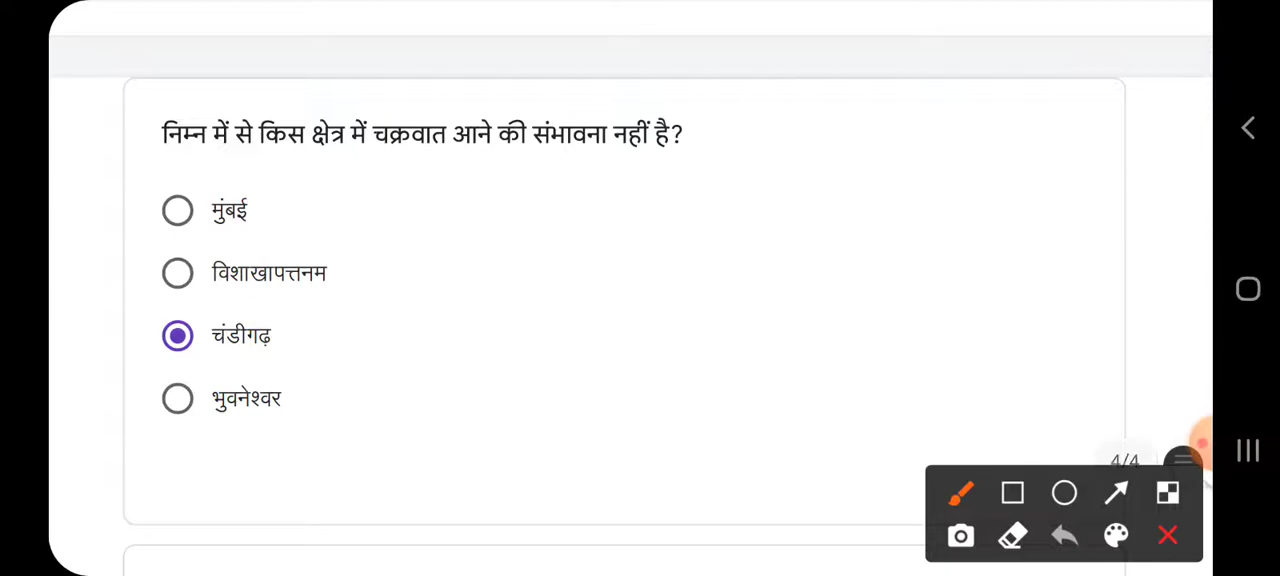 निम्न में से किस क्षेत्र में चक्रवात आने की संभावना नहीं है?
मुंबई
विशाखापत्तनम
चंडीगढ़
भुवनेश्वर
4/4